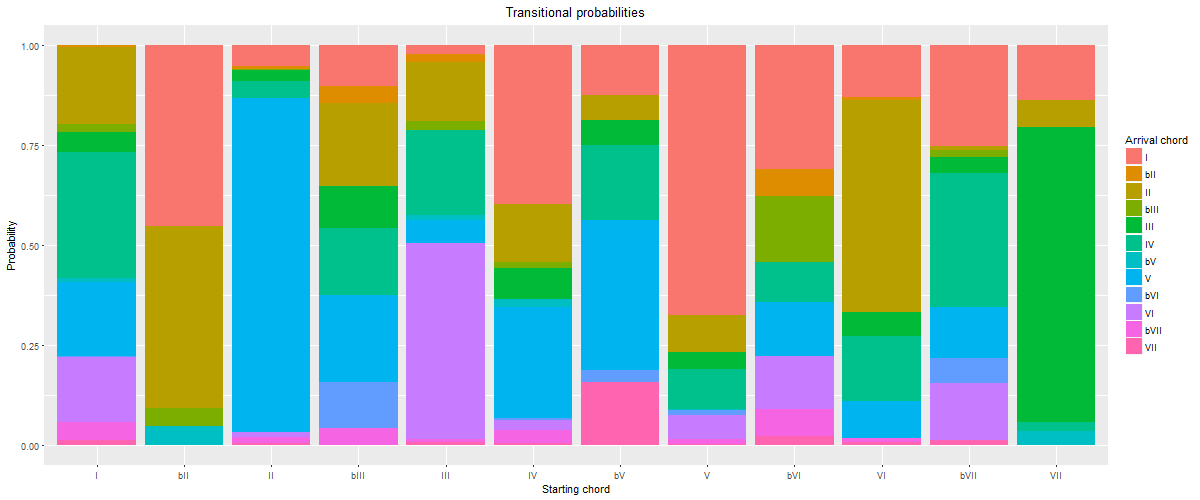 Transitional probabilities
1.00
0.75
0.50
0.25
0.00
Probability
I bII II bIII III IV bV V bVI VI bVII VII
Starting chord
Arrival chord
I
bII
II
bIII
III
IV
bV
V
bVI
VI
bVII
VII